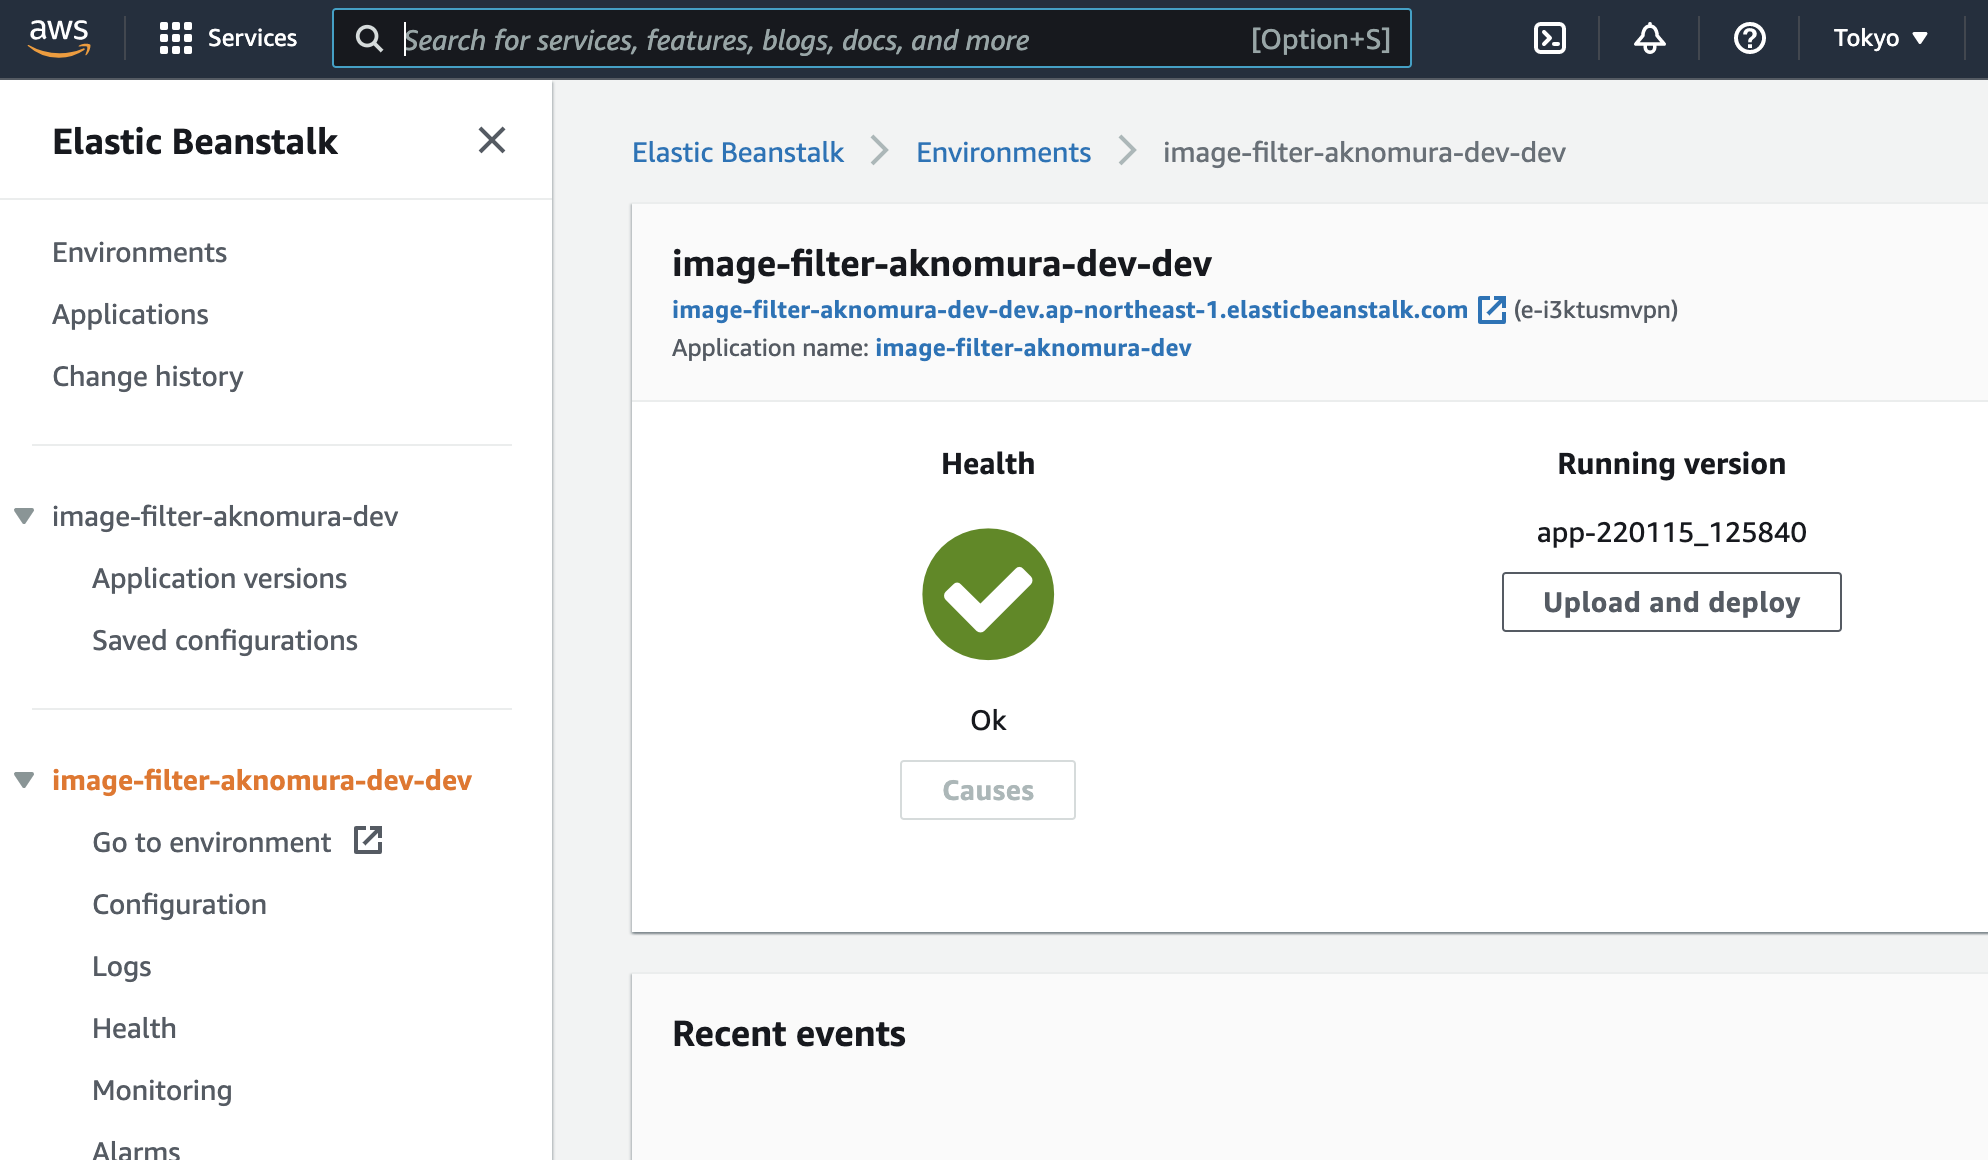 aws
Services
Search for services, features, blogs, docs, and more
[Option+S]
Tokyo
Elastic Beanstalk
Environments
Applications
Change history
image-filter-aknomura-dev
Application versions
Saved configurations
image-filter-aknomura-dev-dev
Go to environment
Configuration
Logs
Health
Monitoring
Alarms
Elastic Beanstalk
Environments
image-filter-aknomura-dev-dev
image-filter-aknomura-dev-dev
image-filter-aknomura-dev-dev.ap-northeast-1.elasticbeanstalk.com (e-i3ktusmvpn)
Application name: image-filter-aknomura-dev
Health
Ok
Causes
Running version
app-220115_125840
Upload and deploy
Recent events